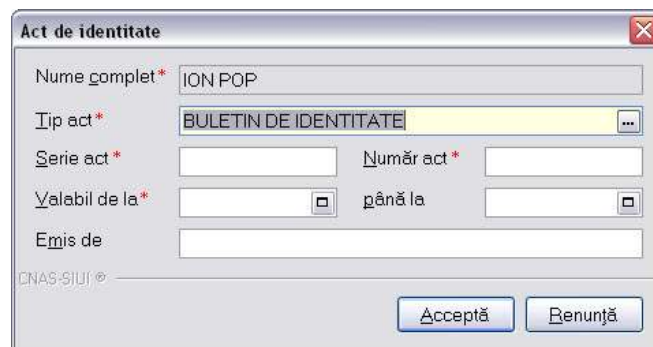 Act de identitate
Nume complet* ION POP
Tip act* BULETIN DE IDENTITATE ...
Serie act* Număr act*
Valabil de la* până la
Emis de
CNAS-SIUI ®
Acceptă Renunță